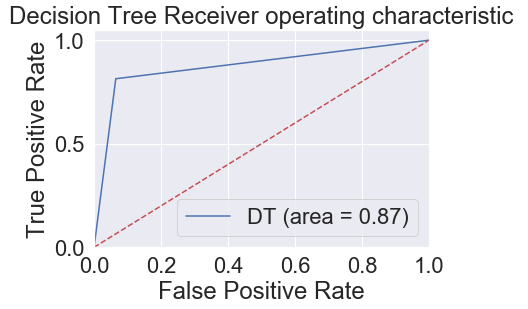 Decision Tree Receiver operating characteristic
True Positive Rate
1.0
0.5
0.0
DT (area = 0.87)
0.0 0.2 0.4 0.6 0.8 1.0
False Positive Rate